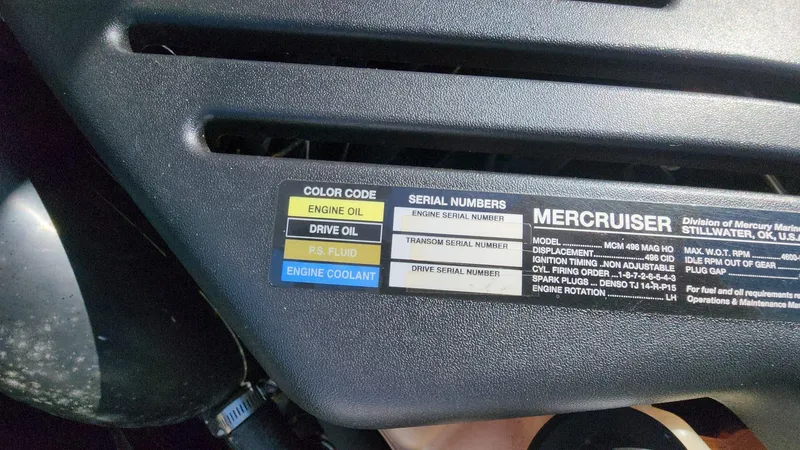 COLOR CODE
ENGINE OIL
DRIVE OIL
P.S. FLUID
ENGINE COOLANT
SERIAL NUMBERS
ENGINE SERIAL NUMBER
TRANSOM SERIAL NUMBER
DRIVE SERIAL NUMBER
MERCRUISER
MODEL ............ MCM 496 MAG HO
DISPLACEMENT .................... 496 CID
IGNITION TIMING .. NON ADJUSTABLE
CYL FIRING ORDER ...1-8-7-2-6-5-4-3
SPARK PLUGS ... DENSO TJ 14-R-P15
ENGINE ROTATION ..................... LH
Division of Mercury Marine
STILLWATER, OK, U.S.A
MAX. W.O.T. RPM .......... 4600-
IDLE RPM OUT OF GEAR
PLUG GAP
For fuel and oil requirements
Operations & Maintenance